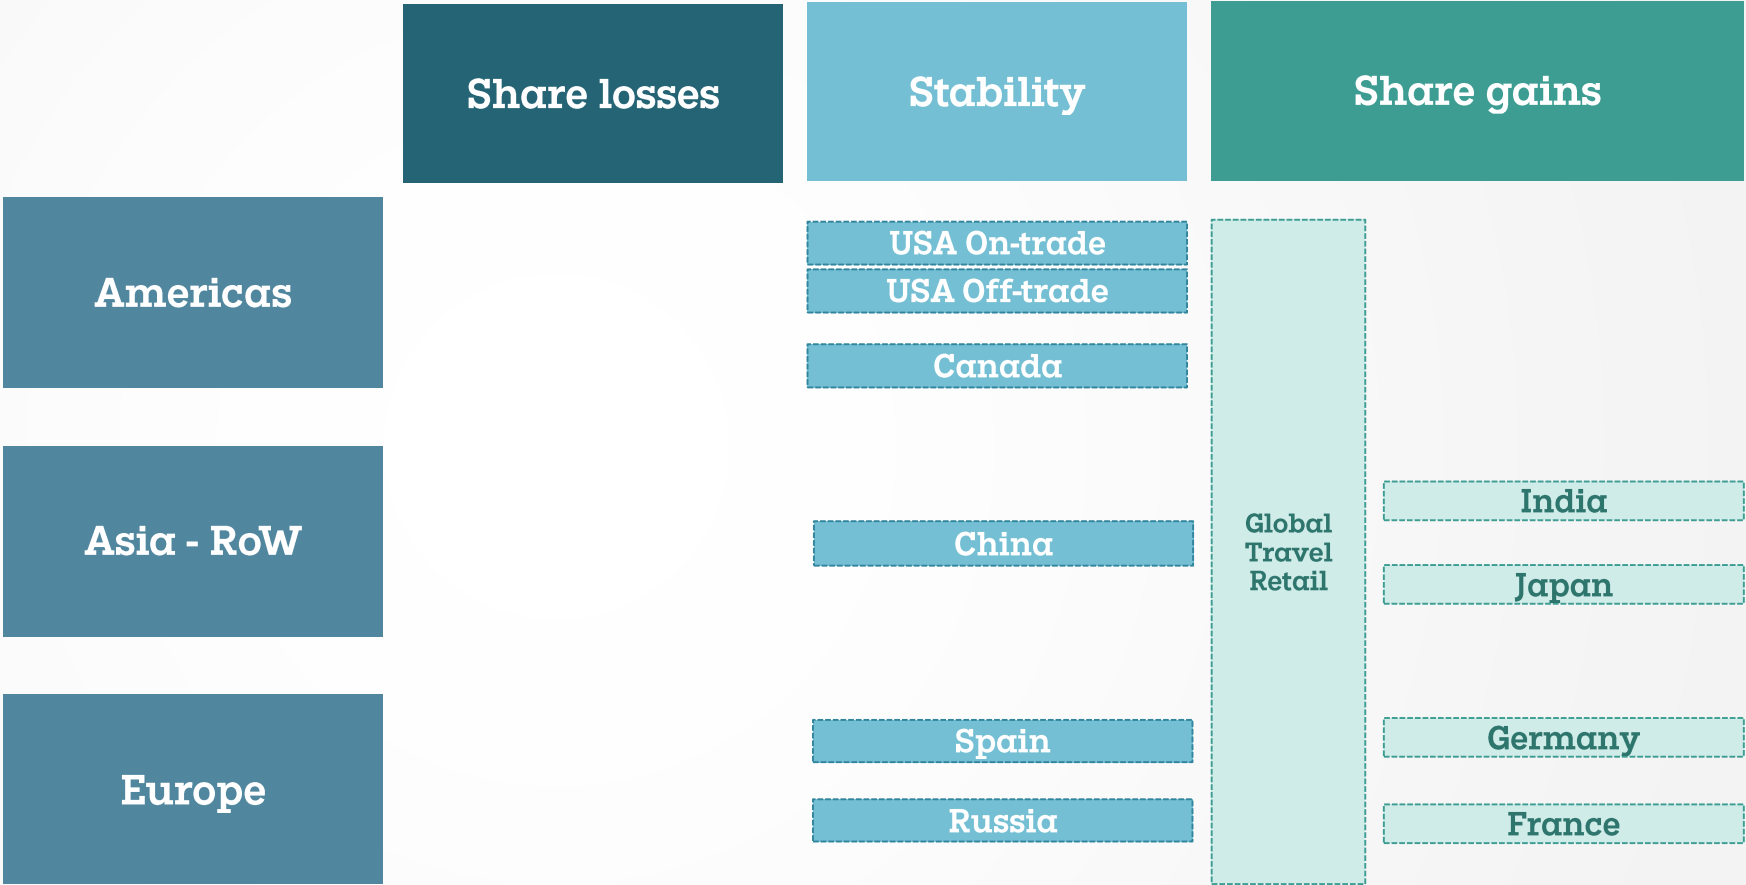 Share losses
Stability
Share gains
Americas
USA On-trade
USA Off-trade
Canada
Asia - RoW
China
Global
Travel
Retail
India
Japan
Europe
Spain
Russia
Germany
France